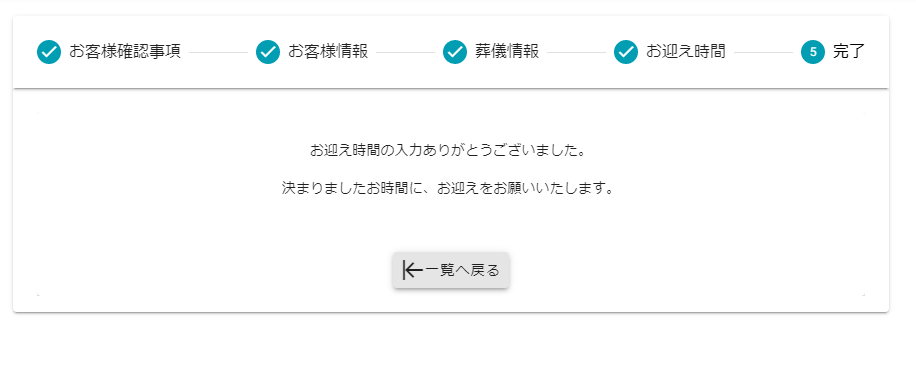 お客様確認事項 お客様情報 葬儀情報 お迎え時間 5 完了
お迎え時間の入力ありがとうございました。
決まりましたお時間に、お迎えをお願いいたします。
一覧へ戻る